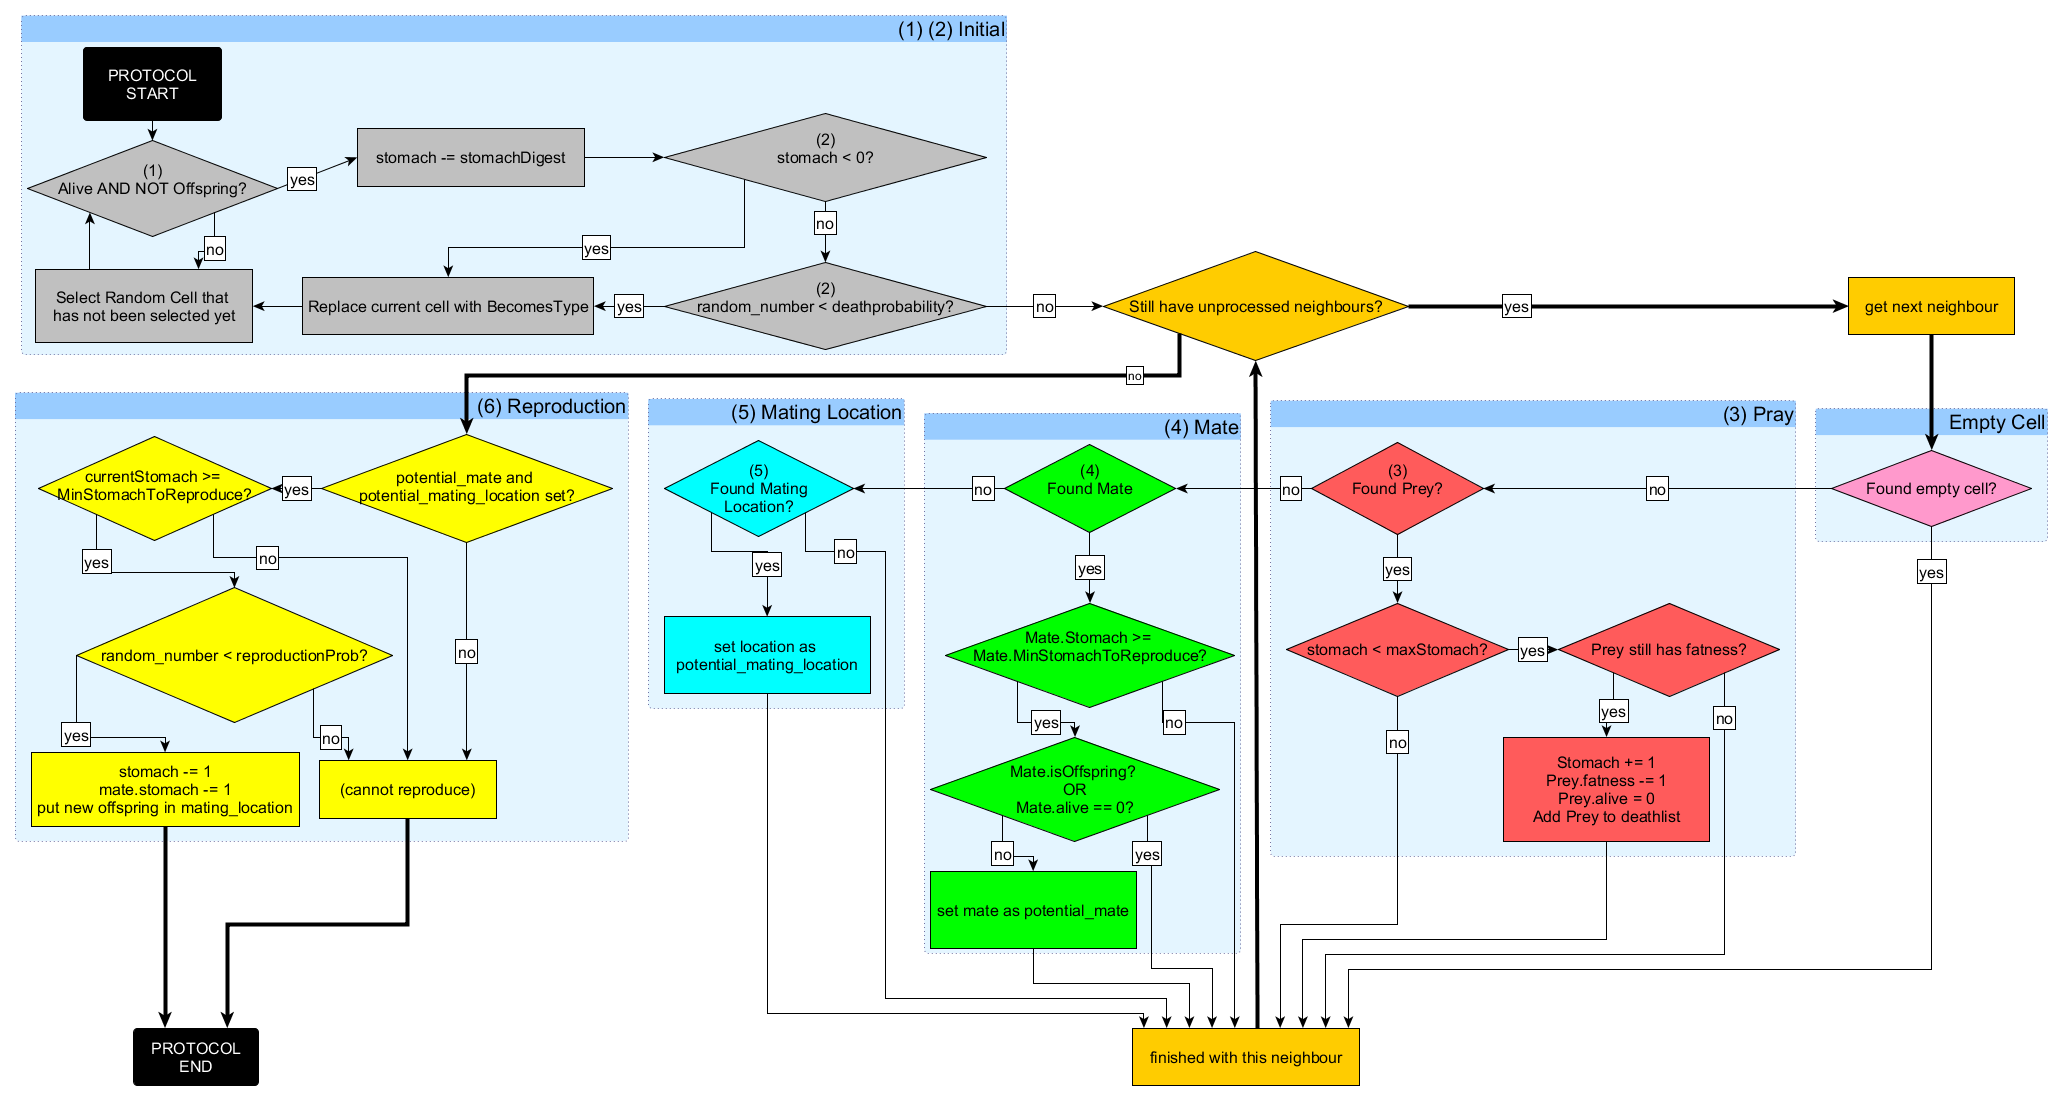 (1) (2) Initial
PROTOCOL
START
(1)
Alive AND NOT Offspring?
yes
no
stomach -= stomachDigest
(2)
stomach < 0?
yes
no
Select Random Cell that
has not been selected yet
Replace current cell with BecomesType
yes
(2)
random_number < deathprobability?
no
Still have unprocessed neighbours?
yes
get next neighbour
no
(6) Reproduction
currentStomach >=
MinStomachToReproduce?
yes
potential_mate and
potential_mating_location set?
yes
no
no
random_number < reproductionProb?
yes
no
stomach -= 1
mate.stomach -= 1
put new offspring in mating_location
(cannot reproduce)
PROTOCOL
END
(5) Mating Location
(5)
Found Mating
Location?
yes
no
set location as
potential_mating_location
(4) Mate
no
(4)
Found Mate
yes
Mate.Stomach >=
Mate.MinStomachToReproduce?
yes
no
Mate.isOffspring?
OR
Mate.alive == 0?
no
yes
set mate as potential_mate
(3) Pray
no
(3)
Found Prey?
yes
stomach < maxStomach?
yes
Prey still has fatness?
no
yes
no
Stomach += 1
Prey.fatness -= 1
Prey.alive = 0
Add Prey to deathlist
Empty Cell
no
Found empty cell?
yes
finished with this neighbour